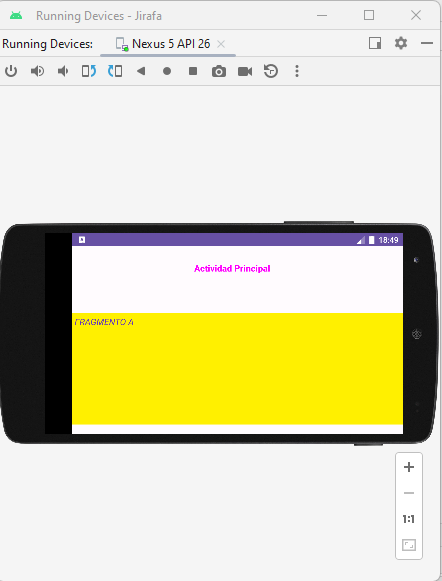 Running Devices - Jirafa
Running Devices:
Nexus 5 API 26
18:49
Actividad Principal
FRAGMENTO A
1:1